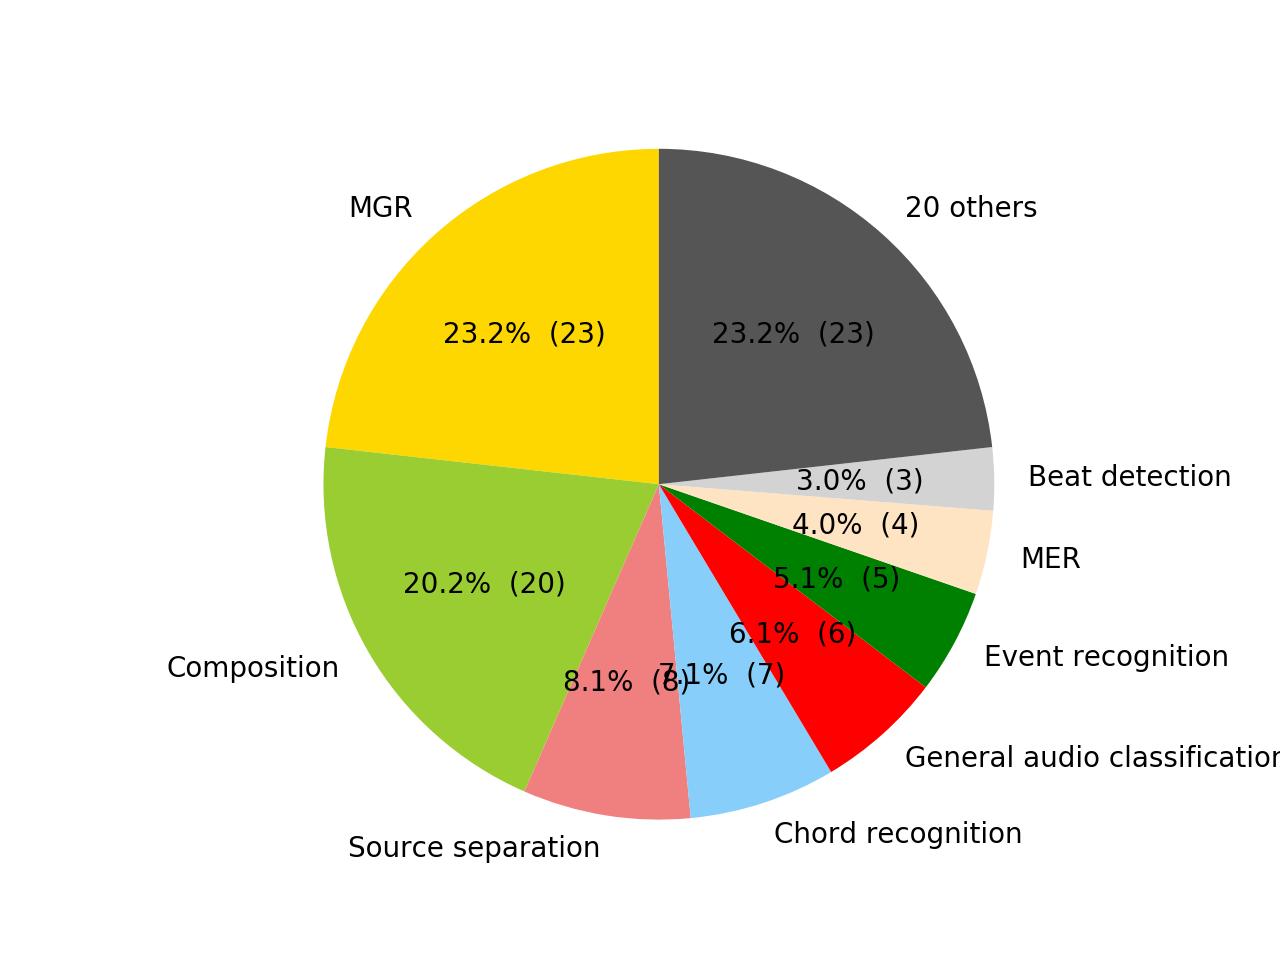 MGR
20 others
23.2% (23)
23.2% (23)
Beat detection
3.0% (3)
4.0% (4)
MER
5.1% (5)
20.2% (20)
6.1% (6)
Event recognition
Composition
8.1% (8)
7.1% (7)
General audio classification
Chord recognition
Source separation